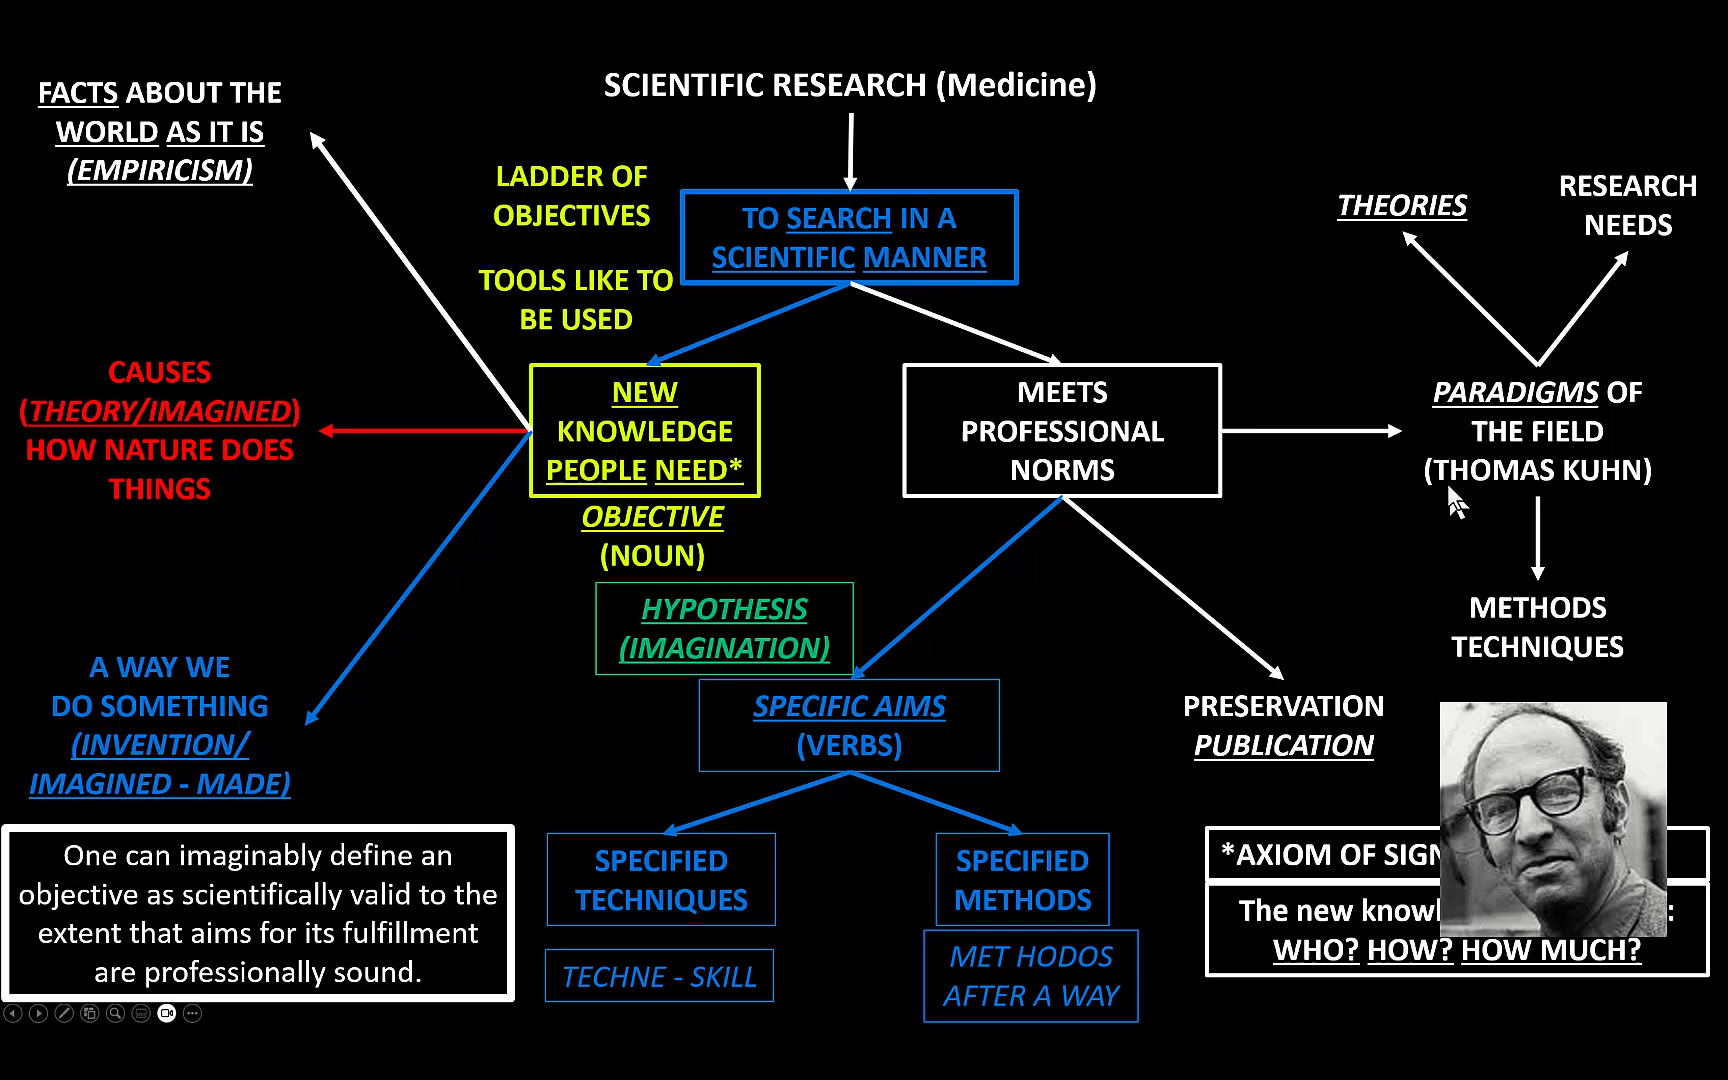 SCIENTIFIC RESEARCH (Medicine)
FACTS ABOUT THE
WORLD AS IT IS
(EMPIRICISM)
LADDER OF
OBJECTIVES
TOOLS LIKE TO
BE USED
TO SEARCH IN A
SCIENTIFIC MANNER
THEORIES
RESEARCH
NEEDS
CAUSES
(THEORY/IMAGINED)
HOW NATURE DOES
THINGS
NEW
KNOWLEDGE
PEOPLE NEED*
OBJECTIVE
(NOUN)
MEETS
PROFESSIONAL
NORMS
PARADIGMS OF
THE FIELD
(THOMAS KUHN)
HYPOTHESIS
(IMAGINATION)
METHODS
TECHNIQUES
A WAY WE
DO SOMETHING
(INVENTION/
IMAGINED - MADE)
SPECIFIC AIMS
(VERBS)
PRESERVATION
PUBLICATION
One can imaginably define an
objective as scientifically valid to the
extent that aims for its fulfillment
are professionally sound.
SPECIFIED
TECHNIQUES
TECHNE - SKILL
SPECIFIED
METHODS
MET HODOS
AFTER A WAY
*AXIOM OF
The new
WHO? HOW? HOW MUCH?